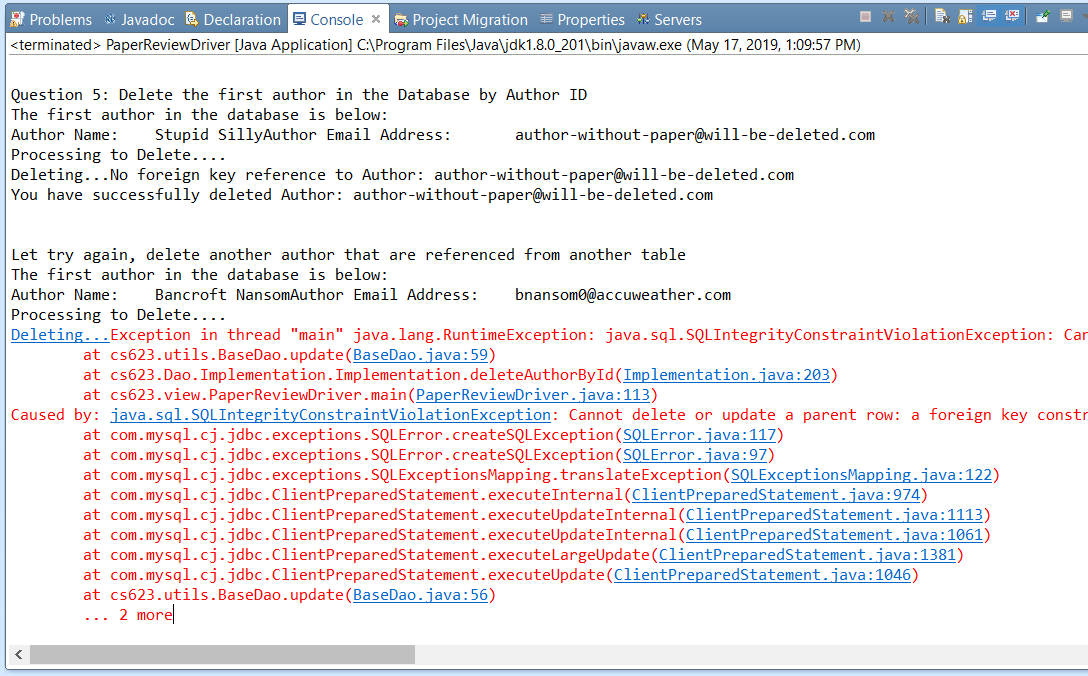 Problems Javadoc Declaration Console Project Migration Properties Servers
<terminated> PaperReviewDriver [Java Application] C:\Program Files\Java\jdk1.8.0_201\bin\javaw.exe (May 17, 2019, 1:09:57 PM)
Question 5: Delete the first author in the Database by Author ID
The first author in the database is below:
Author Name:    Stupid SillyAuthor Email Address:       author-without-paper@will-be-deleted.com
Processing to Delete....
Deleting...No foreign key reference to Author: author-without-paper@will-be-deleted.com
You have successfully deleted Author: author-without-paper@will-be-deleted.com
Let try again, delete another author that are referenced from another table
The first author in the database is below:
Author Name:    Bancroft NansomAuthor Email Address:    bnansom0@accuweather.com
Processing to Delete....
Deleting...Exception in thread "main" java.lang.RuntimeException: java.sql.SQLIntegrityConstraintViolationException: Can
at cs623.utils.BaseDao.update(BaseDao.java:59)
at cs623.Dao.Implementation.Implementation.deleteAuthorById(Implementation.java:203)
at cs623.view.PaperReviewDriver.main(PaperReviewDriver.java:113)
Caused by: java.sql.SQLIntegrityConstraintViolationException: Cannot delete or update a parent row: a foreign key constr
at com.mysql.cj.jdbc.exceptions.SQLError.createSQLException(SQLError.java:117)
at com.mysql.cj.jdbc.exceptions.SQLError.createSQLException(SQLError.java:97)
at com.mysql.cj.jdbc.exceptions.SQLExceptionsMapping.translateException(SQLExceptionsMapping.java:122)
at com.mysql.cj.jdbc.ClientPreparedStatement.executeInternal(ClientPreparedStatement.java:974)
at com.mysql.cj.jdbc.ClientPreparedStatement.executeUpdateInternal(ClientPreparedStatement.java:1113)
at com.mysql.cj.jdbc.ClientPreparedStatement.executeUpdateInternal(ClientPreparedStatement.java:1061)
at com.mysql.cj.jdbc.ClientPreparedStatement.executeLargeUpdate(ClientPreparedStatement.java:1381)
at com.mysql.cj.jdbc.ClientPreparedStatement.executeUpdate(ClientPreparedStatement.java:1046)
at cs623.utils.BaseDao.update(BaseDao.java:56)
... 2 more